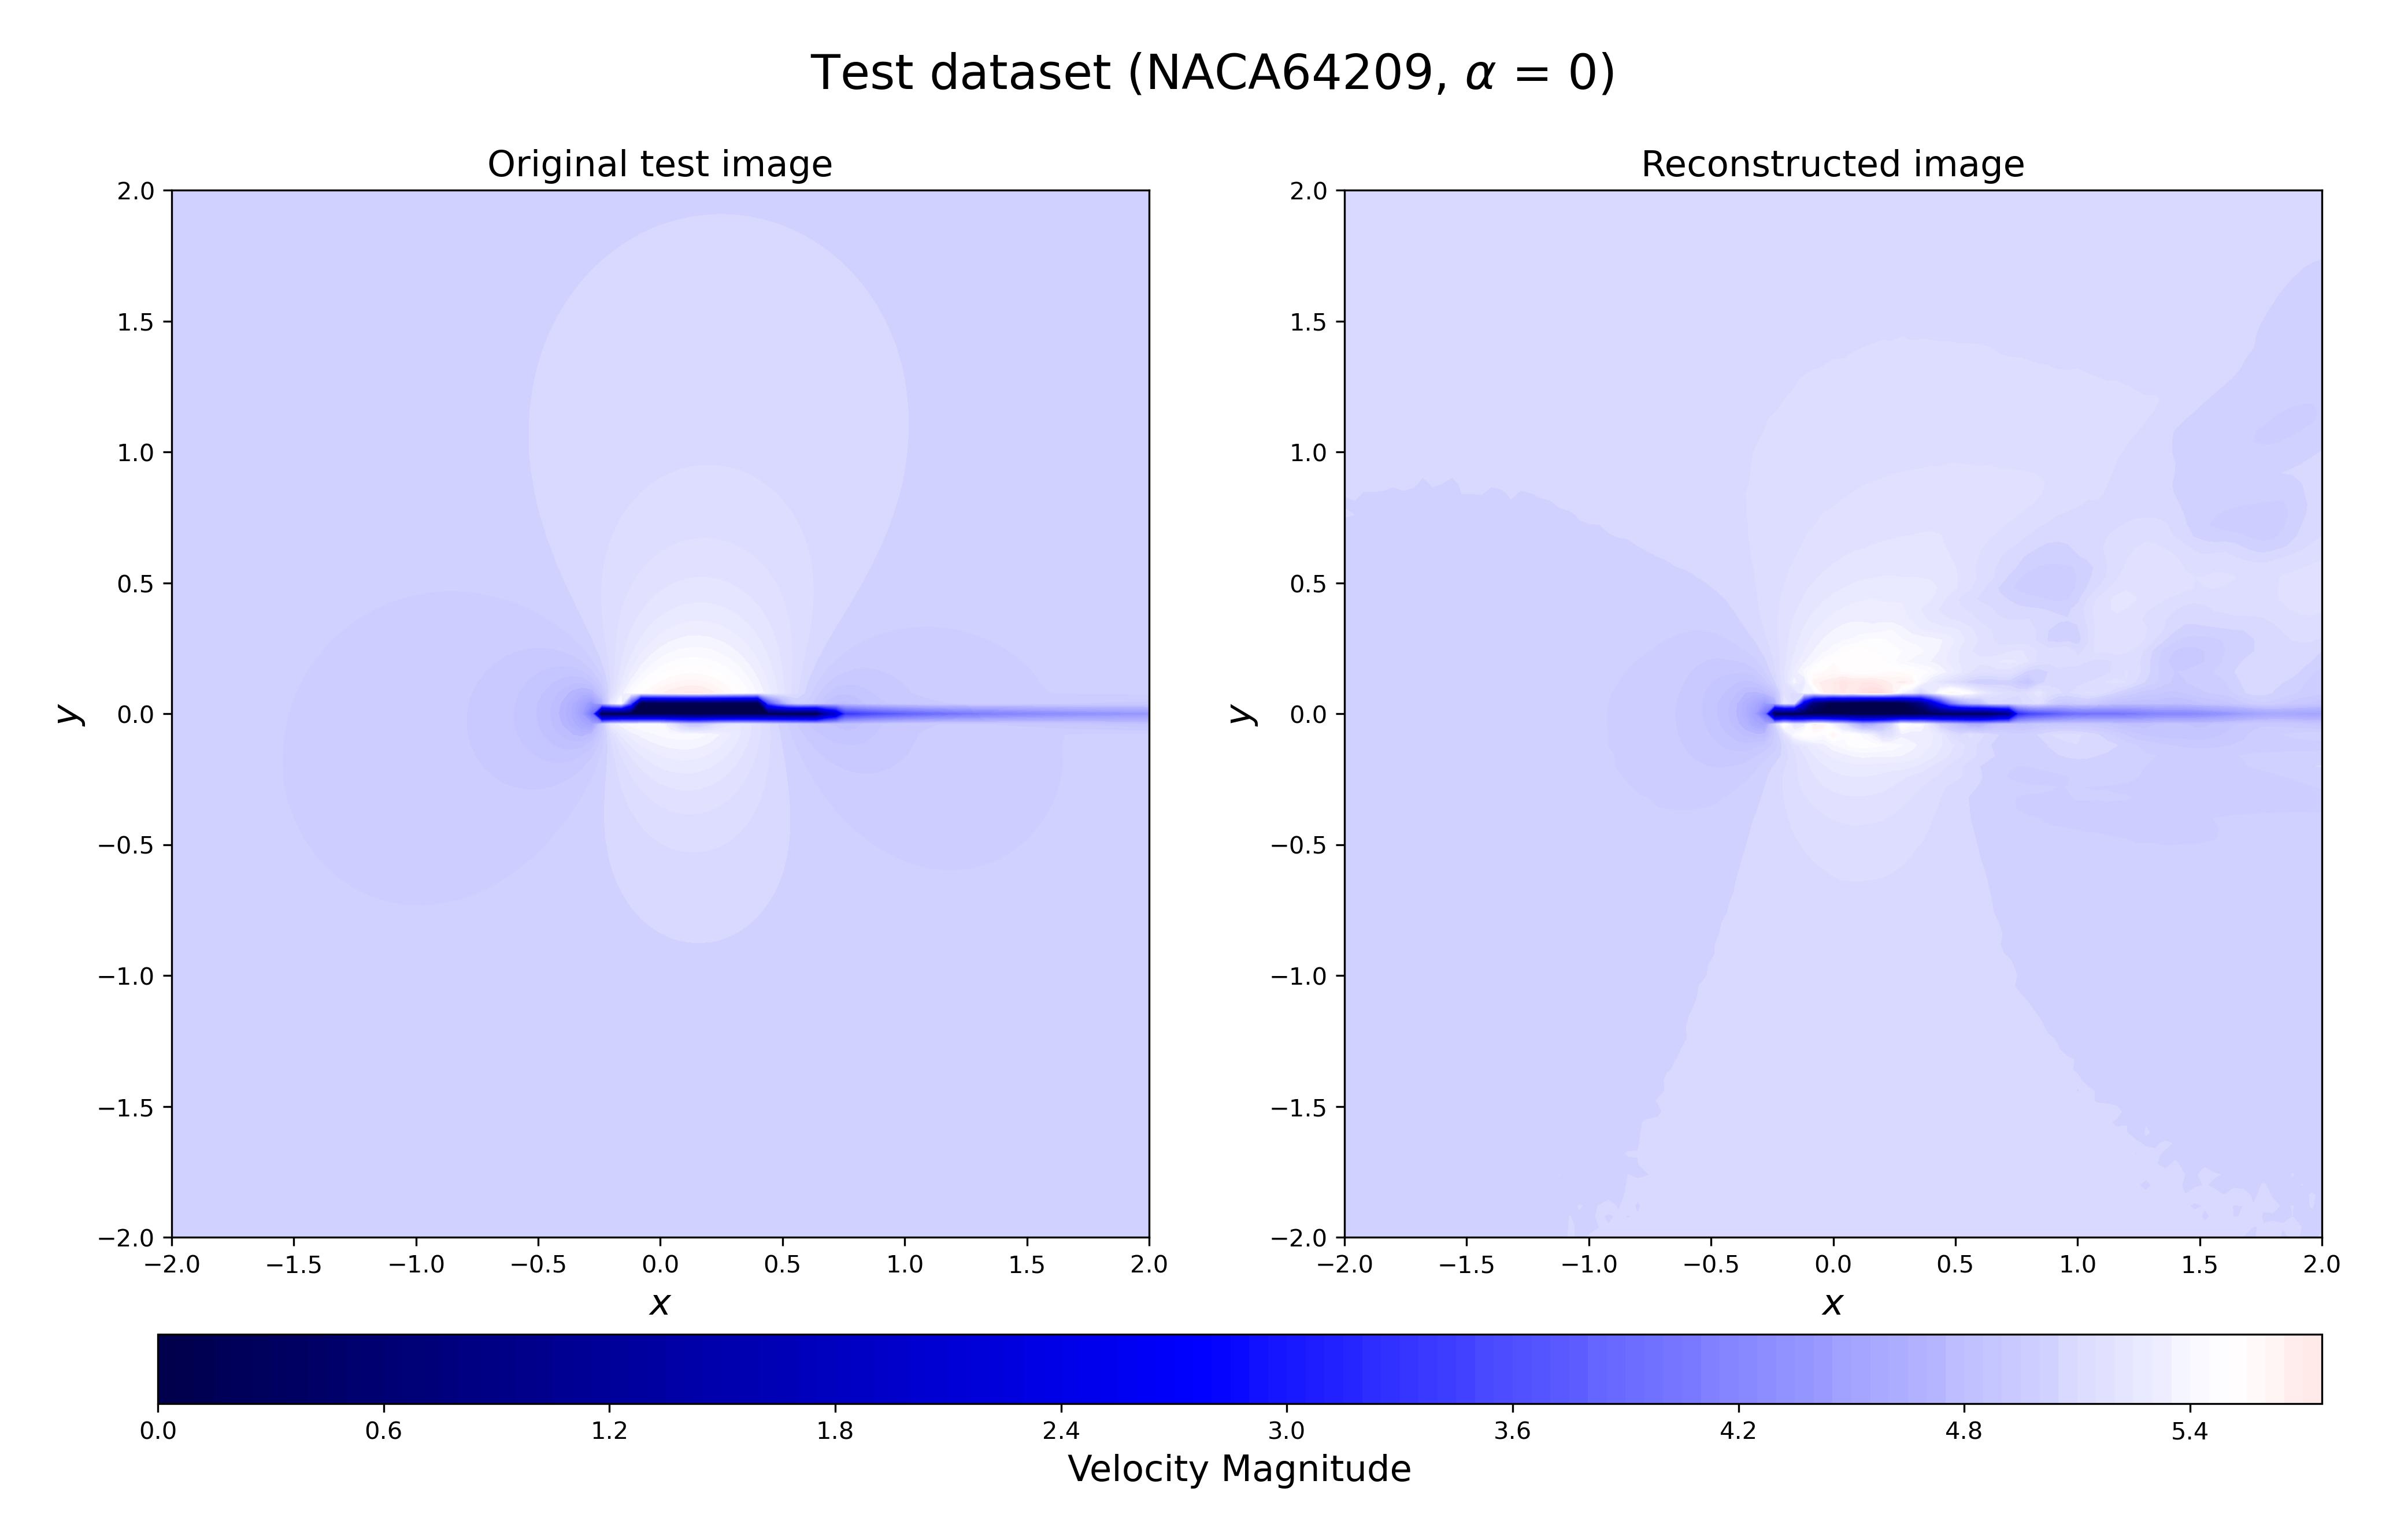 Test dataset (NACA64209, α = 0)
Original test image
Reconstructed image
2.0
1.5
1.0
0.5
0.0
−0.5
−1.0
−1.5
−2.0
y
−2.0 −1.5 −1.0 −0.5 0.0 0.5 1.0 1.5 2.0
x
2.0
1.5
1.0
0.5
0.0
−0.5
−1.0
−1.5
−2.0
y
−2.0 −1.5 −1.0 −0.5 0.0 0.5 1.0 1.5 2.0
x
0.0 0.6 1.2 1.8 2.4 3.0 3.6 4.2 4.8 5.4
Velocity Magnitude